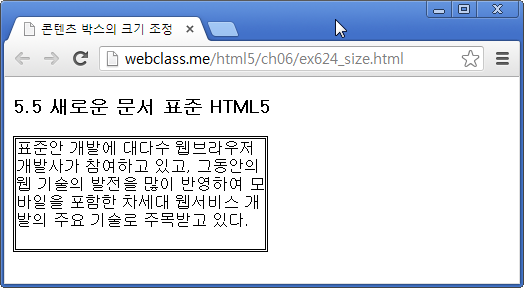 콘텐츠 박스의 크기 조정
webclass.me/html5/ch06/ex624_size.html
5.5 새로운 문서 표준 HTML5
표준안 개발에 대다수 웹브라우저
개발사가 참여하고 있고, 그동안의
웹 기술의 발전을 많이 반영하여 모
바일을 포함한 차세대 웹서비스 개
발의 주요 기술로 주목받고 있다.